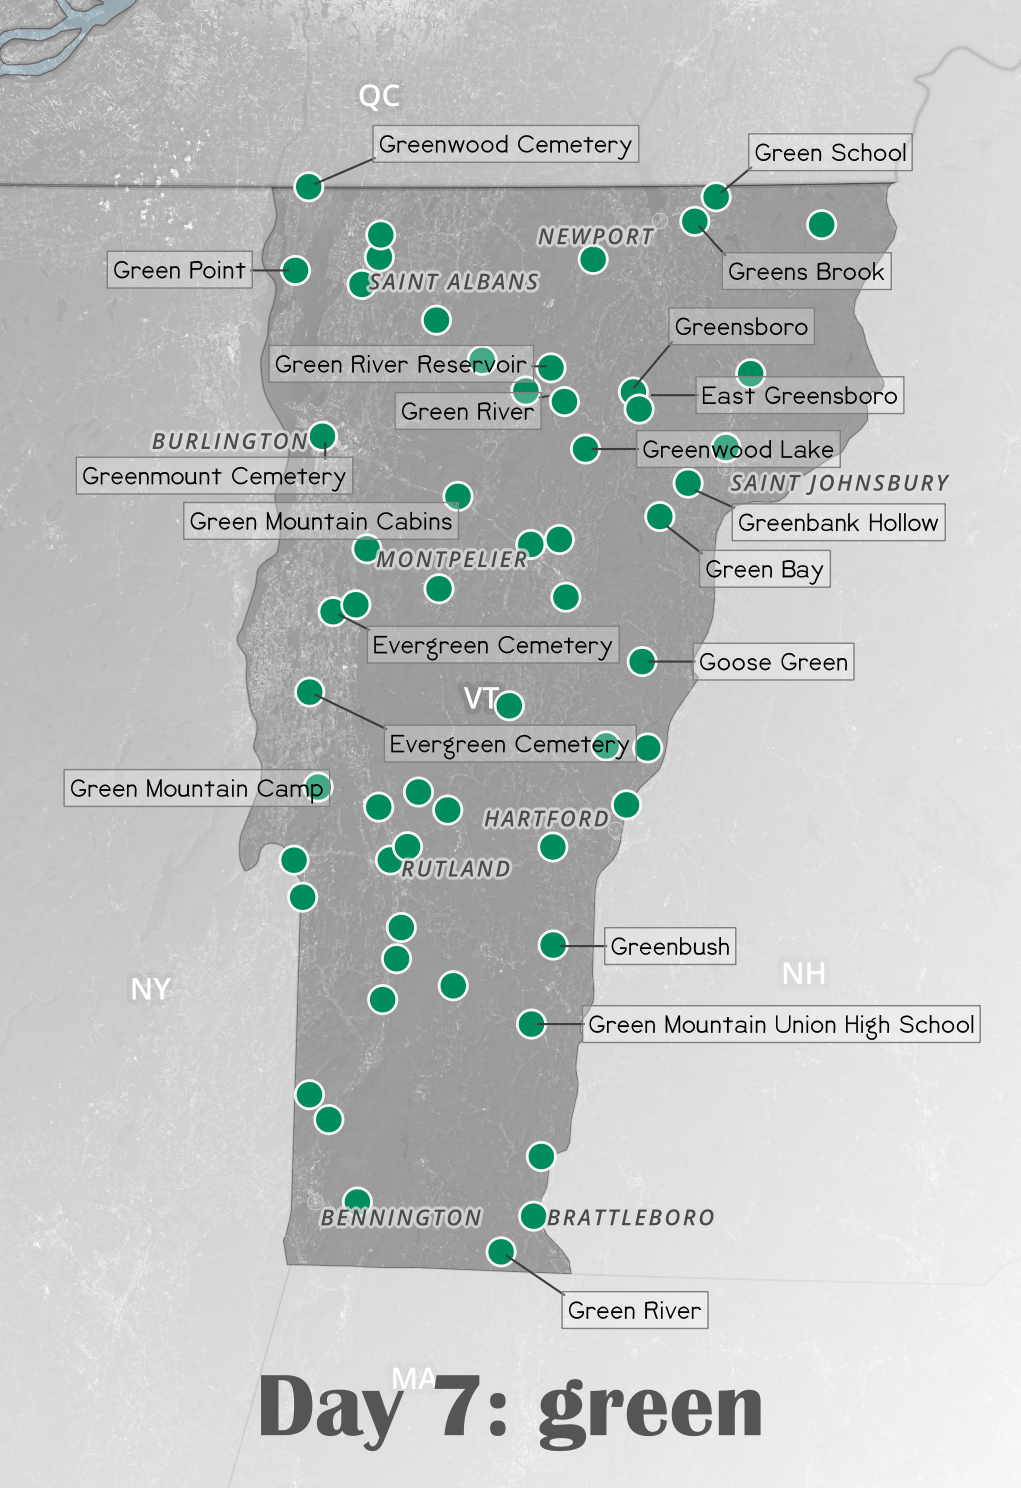 QC
Greenwood Cemetery
Green School
NEWPORT
Green Point
Greens Brook
SAINT ALBANS
Greensboro
Green River Reservoir
East Greensboro
Green River
BURLINGTON
Greenwood Lake
Greenmount Cemetery
SAINT JOHNSBURY
Green Mountain Cabins
Greenbank Hollow
MONTPELIER
Green Bay
Evergreen Cemetery
Goose Green
VT
Evergreen Cemetery
Green Mountain Camp
HARTFORD
RUTLAND
Greenbush
NH
NY
Green Mountain Union High School
BENNINGTON
BRATTLEBORO
Green River
MA
Day 7: green